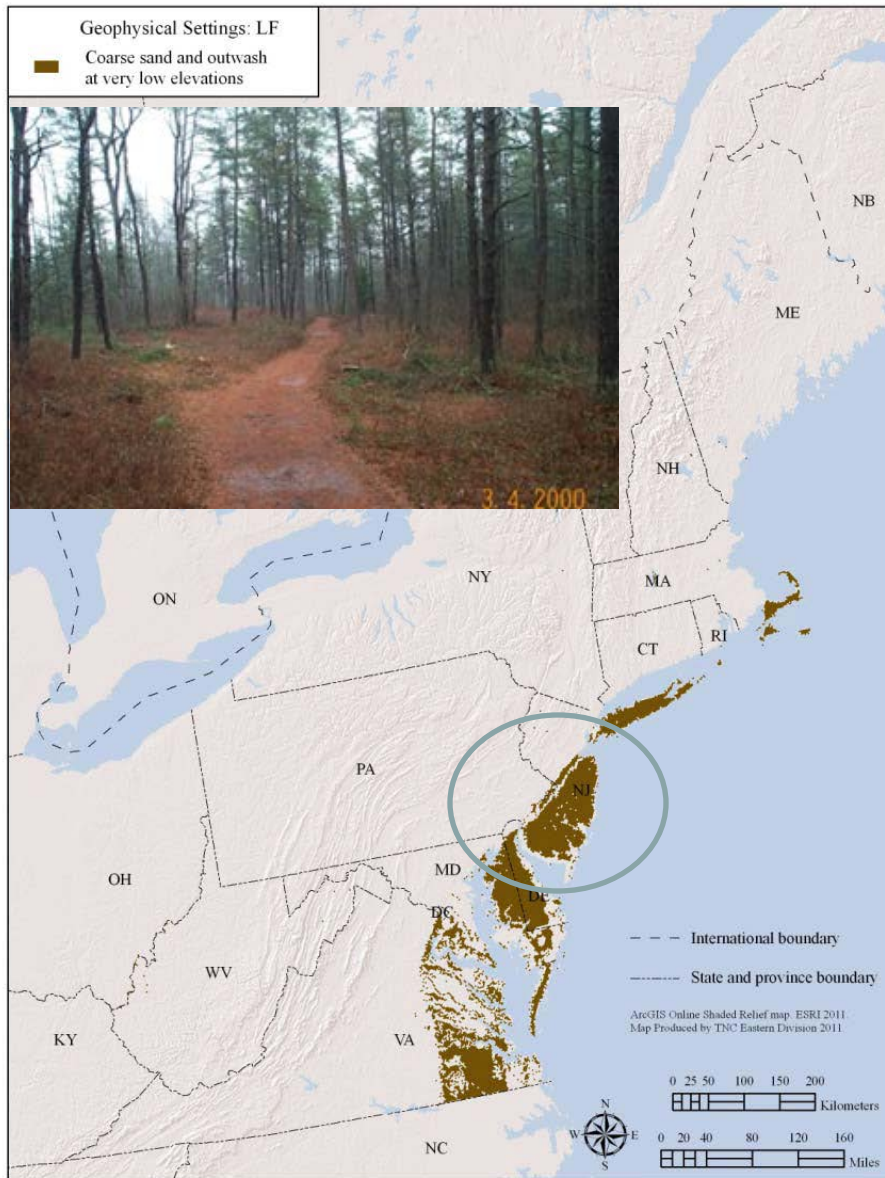 Geophysical Settings: LF
Coarse sand and outwash
at very low elevations
3. 4. 2000
NB
ME
NH
NY
MA
ON
CT
RI
PA
NJ
OH
MD
DE
DC
WV
KY
VA
NC
International boundary
State and province boundary
ArcGIS Online Shaded Relief map. ESRI 2011.
Map Produced by TNC Eastern Division 2011
0 25 50 100 150 200
Kilometers
N
W E
S
0 20 40 80 120 160
Miles